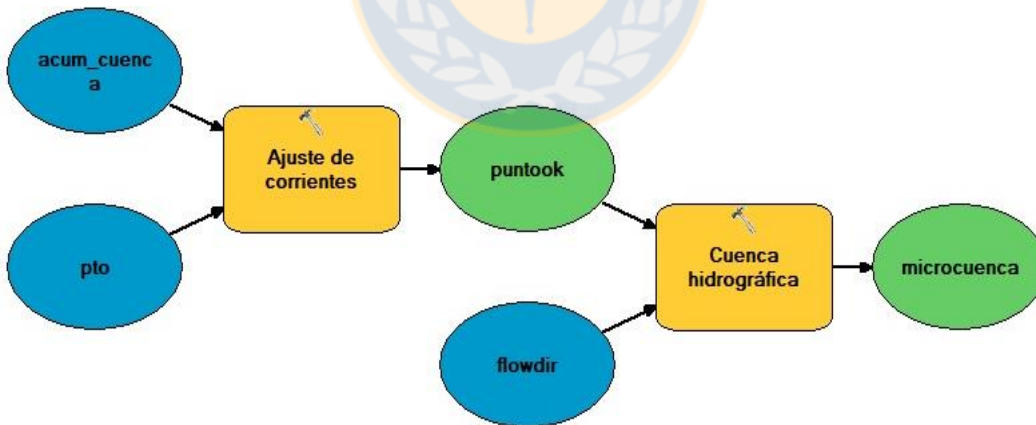 acum_cuenc
a
Ajuste de
corrientes
puntook
pto
Cuenca
hidrográfica
microcuenca
flowdir